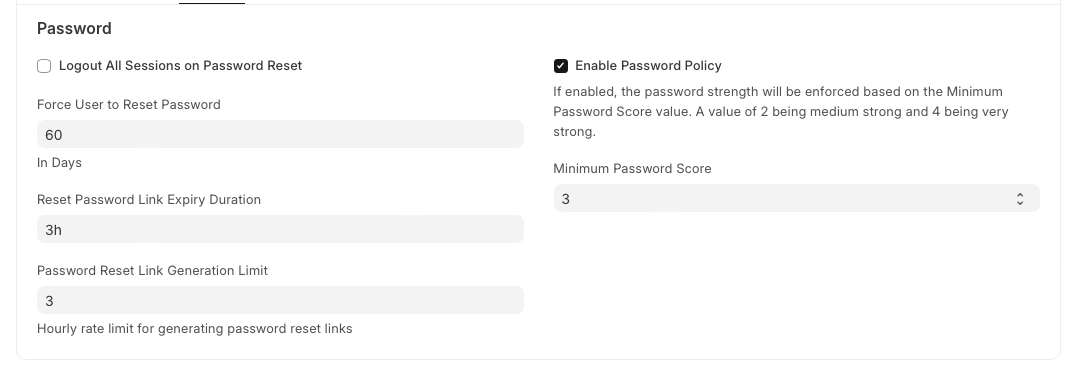 Password
Logout All Sessions on Password Reset
Force User to Reset Password
60
In Days
Reset Password Link Expiry Duration
3h
Password Reset Link Generation Limit
3
Hourly rate limit for generating password reset links
Enable Password Policy
If enabled, the password strength will be enforced based on the Minimum
Password Score value. A value of 2 being medium strong and 4 being very
strong.
Minimum Password Score
3